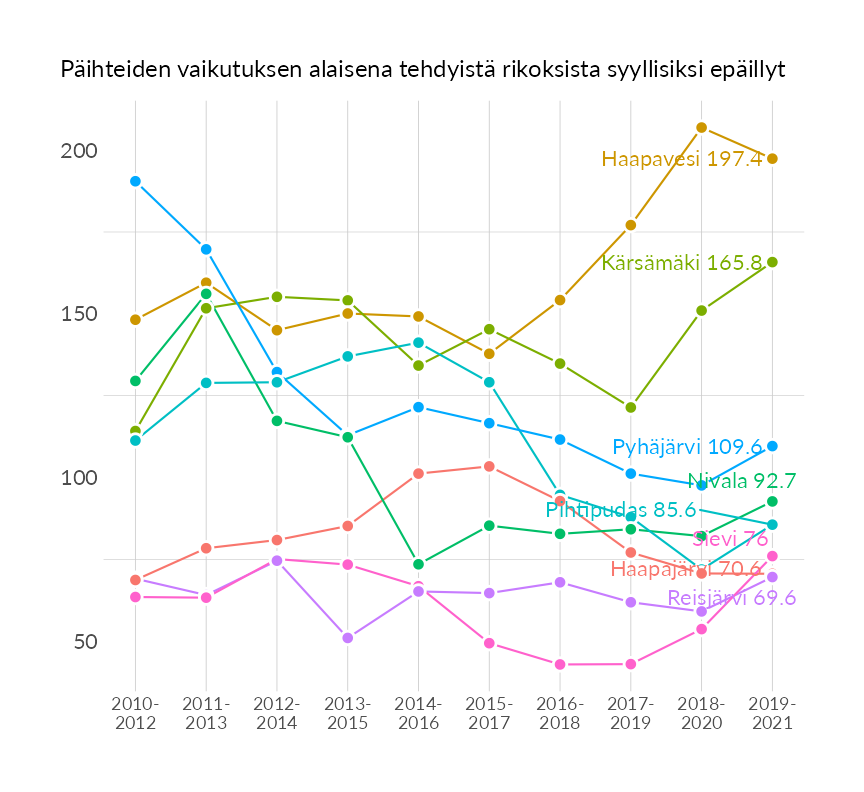 Päihteiden vaikutuksen alaisena tehdyistä rikoksista syyllisiksi epäillyt
200
Haapavesi 197.4
Kärsämäki 165.8
150
Pyhäjärvi 109.6
100
Nivala 92.7
Pihtipudas 85.6
Sievi 76
Haapajärvi 70.6
Reisjärvi 69.6
50
2010- 2011- 2012- 2013- 2014- 2015- 2016- 2017- 2018- 2019-
2012 2013 2014 2015 2016 2017 2018 2019 2020 2021